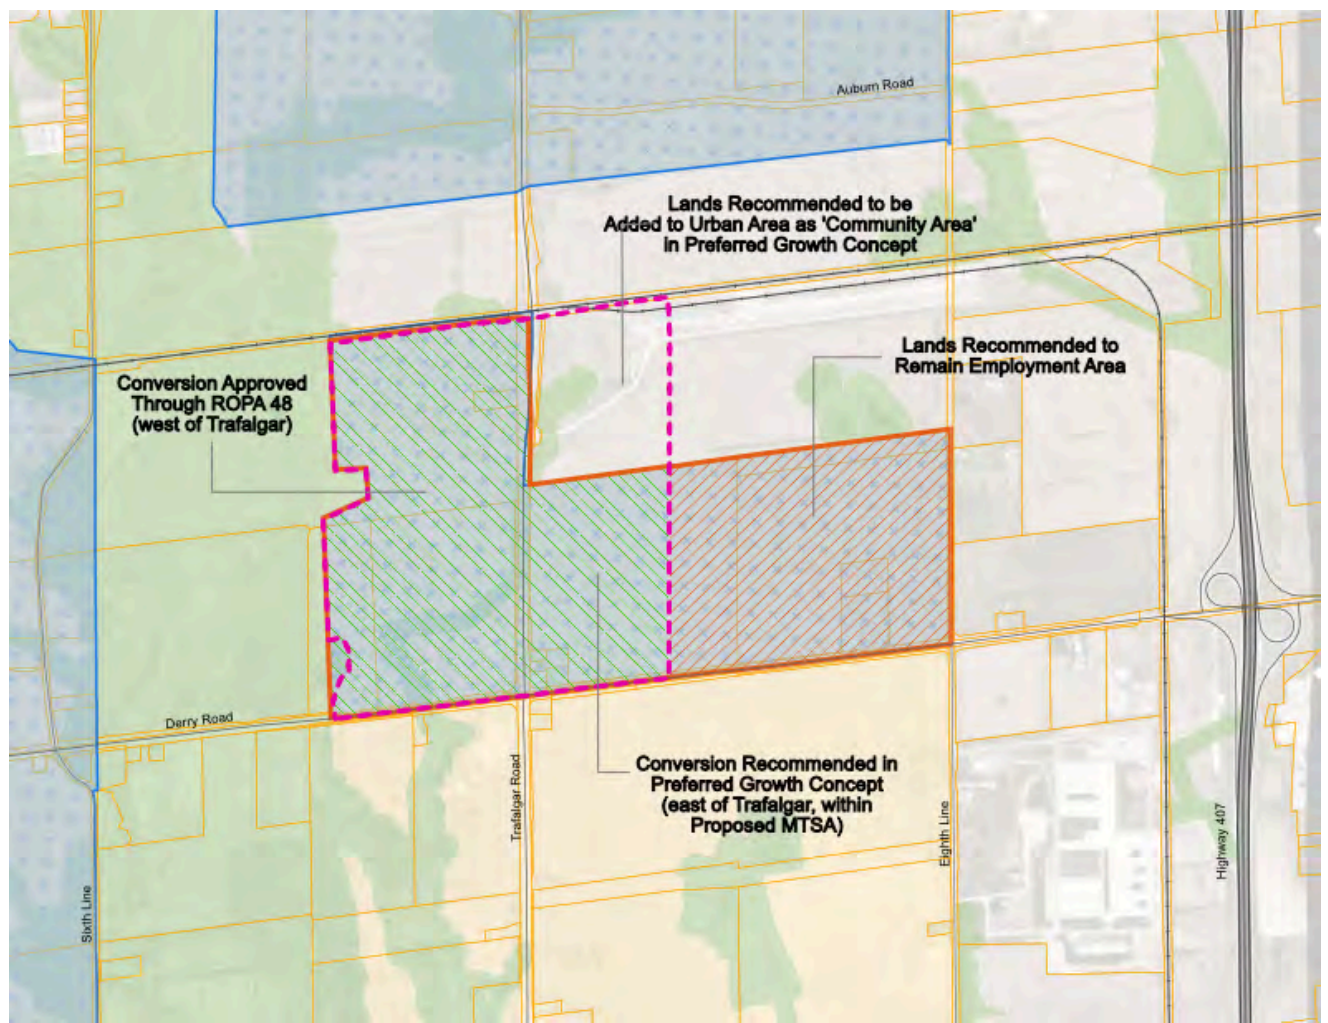 Auburn Road
Lands Recommended to be
Added to Urban Area as 'Community Area'
in Preferred Growth Concept
Lands Recommended to
Remain Employment Area
Conversion Approved
Through ROPA 48
(west of Trafalgar)
Derry Road
Conversion Recommended in
Preferred Growth Concept
(east of Trafalgar, within
Proposed MTSA)
Trafalgar Road
Eighth Line
Highway 407
Sixth Line